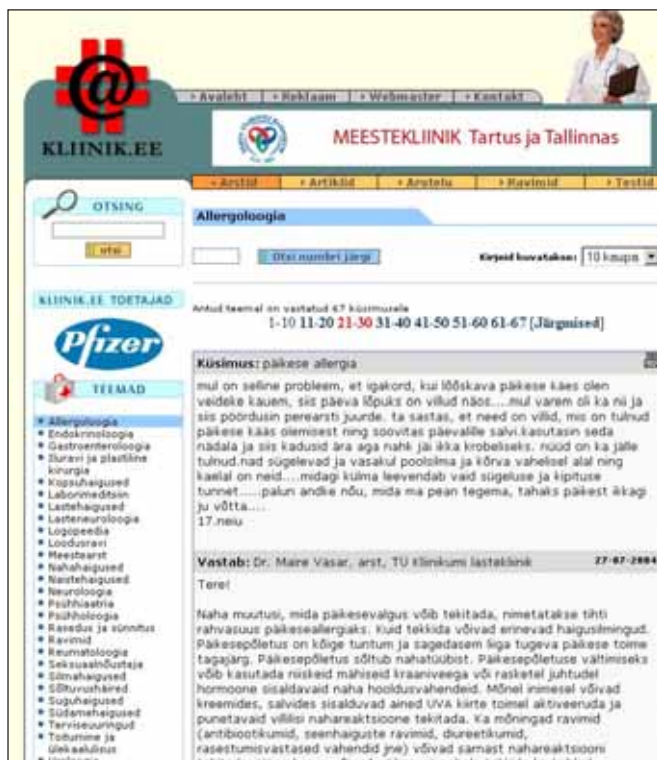 @
KLIINIK.EE
Avaleht
Reklaam
Webmaster
Kontakt
MEESTEKLIINIK Tartus ja Tallinnas
Arstid
Artiklid
Arutelu
Ravimid
Testid
OTSING
otsi
KLIINIK.EE TOETAJAD
Pfizer
TEEMAD
Allergoloogia
Endokrinoloogia
Gastroenteroloogia
Iluravi ja plastiline
kirurgia
Kopsuhaigused
Laborimeditsiin
Lastehaigused
Lasteneuroloogia
Logopeedia
Loodusravi
Meestearst
Nahahaigused
Naistehaigused
Neuroloogia
Psühhiaatria
Psühholoogia
Rasedus ja sünnitus
Ravimid
Reumatoloogia
Seksuaalnõustaja
Silmahaigused
Sõltuvushäired
Suguhaigused
Südamehaigused
Terviseuuringud
Toitumine ja
ülekaalulisus
Allergoloogia
Otsi numbri järgi
Kirjeid kuvatakse: 10 kaupa
Antud teemal on vastatud 67 küsimusele
1-10 11-20 21-30 31-40 41-50 51-60 61-67 [Järgmised]
Küsimus: päikese allergia
mul on selline probleem, et igakord, kui lõõskava päikese käes olen
veideke kauem, siis päeva lõpuks on villud näos....mul varem oli ka nii ja
siis pöördusin perearsti juurde. ta sastas, et need on villid, mis on tulnud
päikese kääs olemisest ning soovitas päevalille salvi.kasutasin seda
nädala ja siis kadusid ära aga nahk jäi ikka krobeliseks. nüüd on ka jälle
tulnud.nad sügelevad ja vasakul poolsilma ja kõrva vahelisel alal ning
kaelal on neid....midagi külma leevendab vaid sügeluse ja kipituse
tunnet.....palun andke nõu, mida ma pean tegema, tahaks päikest ikkagi
ju võtta....
17.neiu
Vastab: Dr. Maire Vasar, arst, TU Kliinikumi lastekliinik
27-07-2004
Tere!
Naha muutusi, mida päikesevalgus võib tekitada, nimetatakse tihti
rahvasuus päikeseallergiaks. Kuid tekkida võivad erinevad haigusilmingud.
Päikesepõletus on kõige tuntum ja sagedasem liiga tugeva päikese toime
tagajärg. Päikesepõletus sõltub nahatüübist. Päikesepõletuse vältimiseks
võib kasutada niiskeid mähiseid kraaniveega või rasketel juhtudel
hormoone sisaldavaid naha hooldusvahendeid. Mõnel inimesel võivad
kreemides, salvides sisalduvad ained UVA kiirte toimel aktiveeruda ja
punetavaid villilisi nahareaktsioone tekitada. Ka mõningad ravimid
(antibiootikumid, seenhaiguste ravimid, diureetikumid,
rasestumisvastased vahendid jne) võivad sarnast nahareaktsiooni